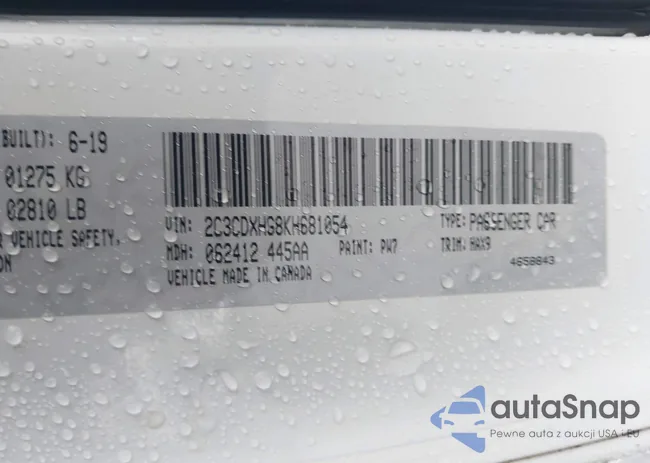 BUILT): 6-19
01275 KG
02810 LB
VEHICLE SAFETY,
ON
VIN: 2C3CDXHG8KH681054
TYPE: PASSENGER CAR
MDH: 062412 445AA
PAINT: PW7
TRIM: HAX9
VEHICLE MADE IN CANADA
4658843
autaSnap
Pewne auta z aukcji USA i EU